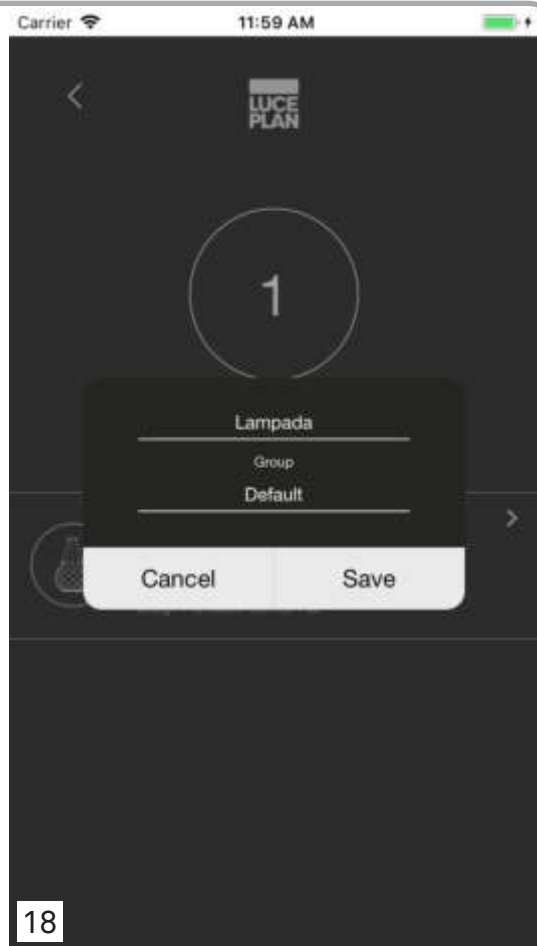 Carrier
11:59 AM
LUCE
PLAN
1
Lampada
Group
Default
Cancel
Save
18